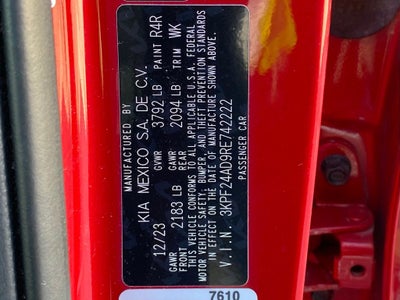 MANUFACTURED BY
KIA MEXICO S.A. DE C.V. PAINT R4R
12/23 GVWR 3792 LB TRIM WK
GAWR FRONT 2183 LB GAWR REAR 2094 LB
THIS VEHICLE CONFORMS TO ALL APPLICABLE U.S.A. FEDERAL
MOTOR VEHICLE SAFETY, BUMPER, AND THEFT PREVENTION STANDARDS
IN EFFECT ON THE DATE OF MANUFACTURE SHOWN ABOVE.
V.I.N. 3KPF24AD9RE742222
PASSENGER CAR
7610